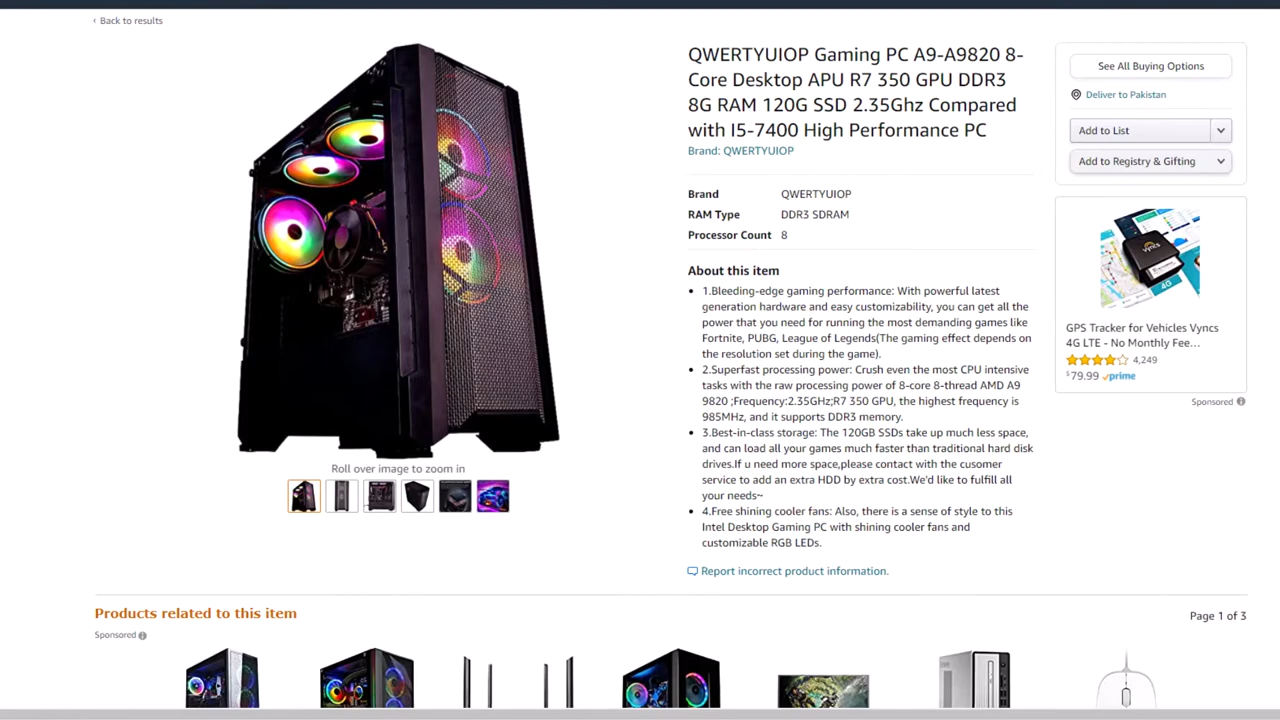 ‹ Back to results
QWERTYUIOP Gaming PC A9-A9820 8-
Core Desktop APU R7 350 GPU DDR3
8G RAM 120G SSD 2.35Ghz Compared
with I5-7400 High Performance PC
Brand: QWERTYUIOP
Brand QWERTYUIOP
RAM Type DDR3 SDRAM
Processor Count 8
About this item
• 1.Bleeding-edge gaming performance: With powerful latest
generation hardware and easy customizability, you can get all the
power that you need for running the most demanding games like
Fortnite, PUBG, League of Legends(The gaming effect depends on
the resolution set during the game).
• 2.Superfast processing power: Crush even the most CPU intensive
tasks with the raw processing power of 8-core 8-thread AMD A9
9820 ;Frequency:2.35GHz;R7 350 GPU, the highest frequency is
985MHz, and it supports DDR3 memory.
• 3.Best-in-class storage: The 120GB SSDs take up much less space,
and can load all your games much faster than traditional hard disk
drives.If u need more space,please contact with the cusomer
service to add an extra HDD by extra cost.We'd like to fulfill all
your needs~
• 4.Free shining cooler fans: Also, there is a sense of style to this
Intel Desktop Gaming PC with shining cooler fans and
customizable RGB LEDs.
Report incorrect product information.
Roll over image to zoom in
See All Buying Options
Deliver to Pakistan
Add to List
Add to Registry & Gifting
4G
GPS Tracker for Vehicles Vyncs
4G LTE - No Monthly Fee...
4,249
$79.99 prime
Sponsored
Products related to this item
Page 1 of 3
Sponsored